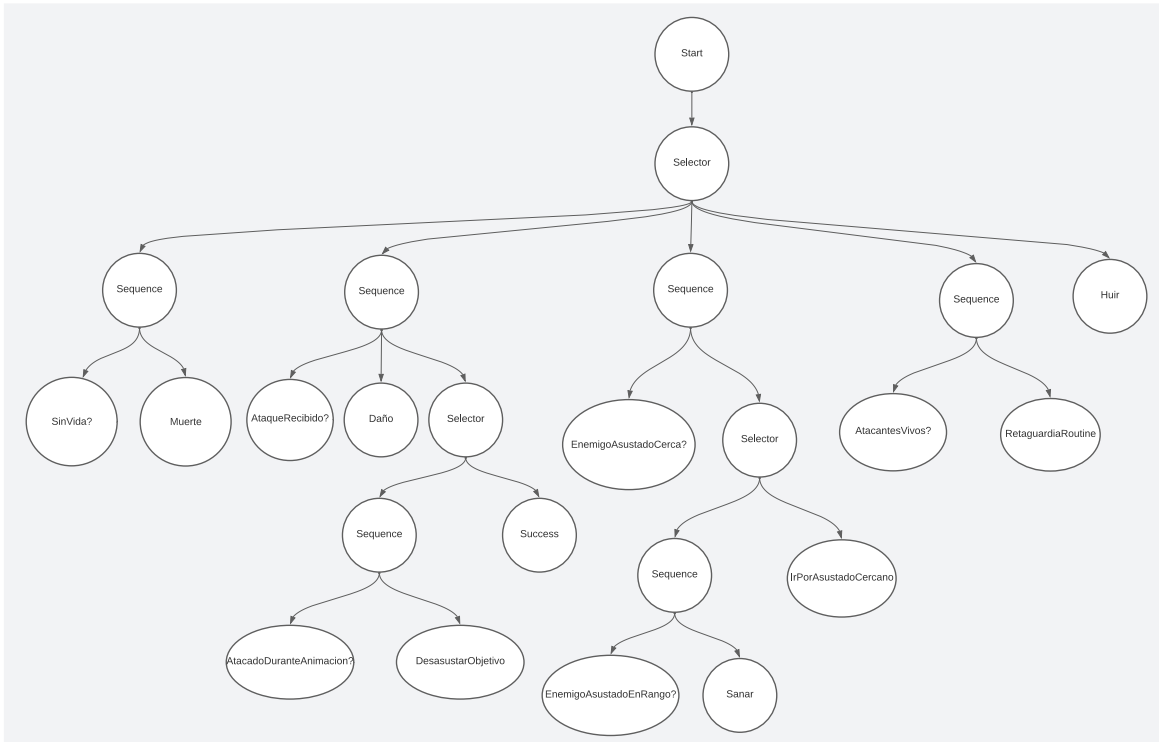 Start
Selector
Sequence
Sequence
Sequence
Sequence
Huir
SinVida?
Muerte
AtaqueRecibido?
Daño
Selector
EnemigoAsustadoCerca?
Selector
AtacantesVivos?
RetaguardiaRoutine
Sequence
Success
Sequence
IrPorAsustadoCercano
AtacadoDuranteAnimacion?
DesasustarObjetivo
EnemigoAsustadoEnRango?
Sanar